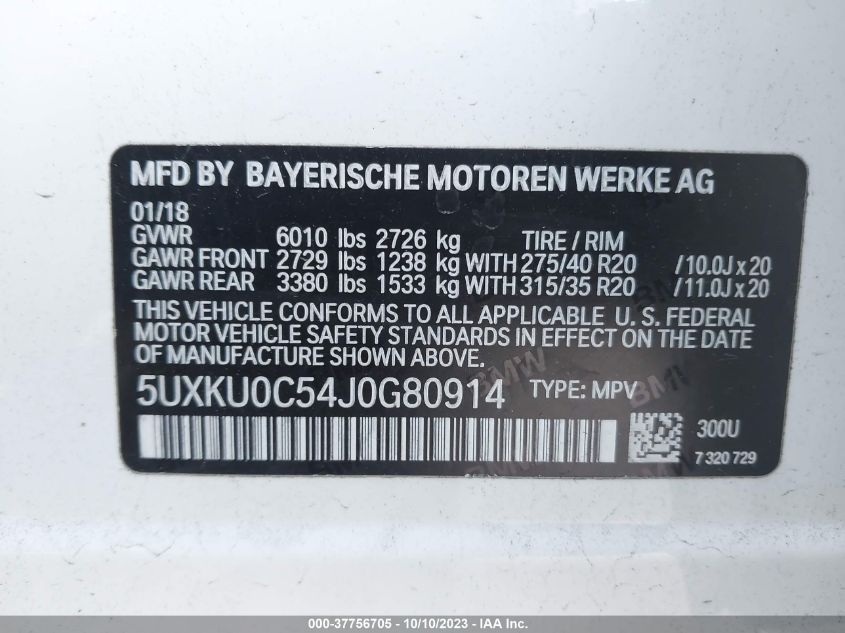 MFD BY BAYERISCHE MOTOREN WERKE AG
01/18
GVWR 6010 lbs 2726 kg TIRE / RIM
GAWR FRONT 2729 lbs 1238 kg WITH 275/40 R20 /10.0J x 20
GAWR REAR 3380 lbs 1533 kg WITH 315/35 R20 /11.0J x 20
THIS VEHICLE CONFORMS TO ALL APPLICABLE U. S. FEDERAL
MOTOR VEHICLE SAFETY STANDARDS IN EFFECT ON THE DATE
OF MANUFACTURE SHOWN ABOVE.
5UXKU0C54J0G80914 TYPE: MPV
300U
7 320 729
000-37756705 - 10/10/2023 - IAA Inc.